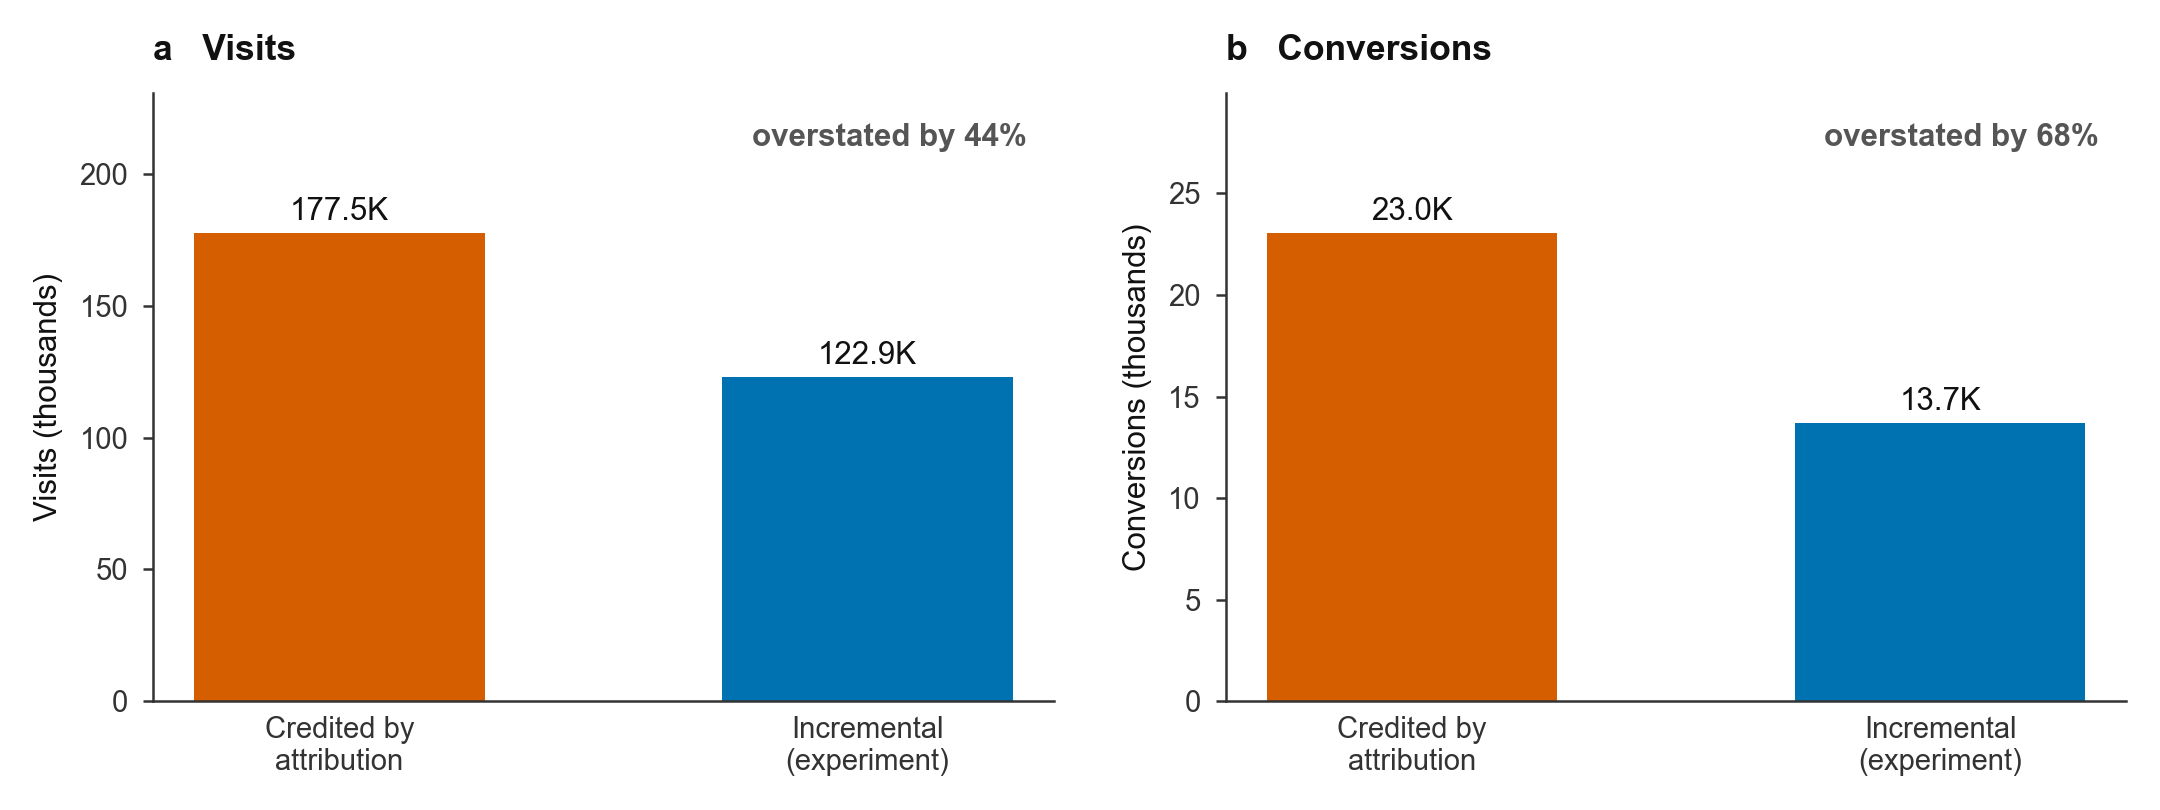 a Visits
overstated by 44%
Visits (thousands)
200
150
100
50
0
177.5K
122.9K
Credited by
attribution
Incremental
(experiment)
b Conversions
overstated by 68%
Conversions (thousands)
25
20
15
10
5
0
23.0K
13.7K
Credited by
attribution
Incremental
(experiment)